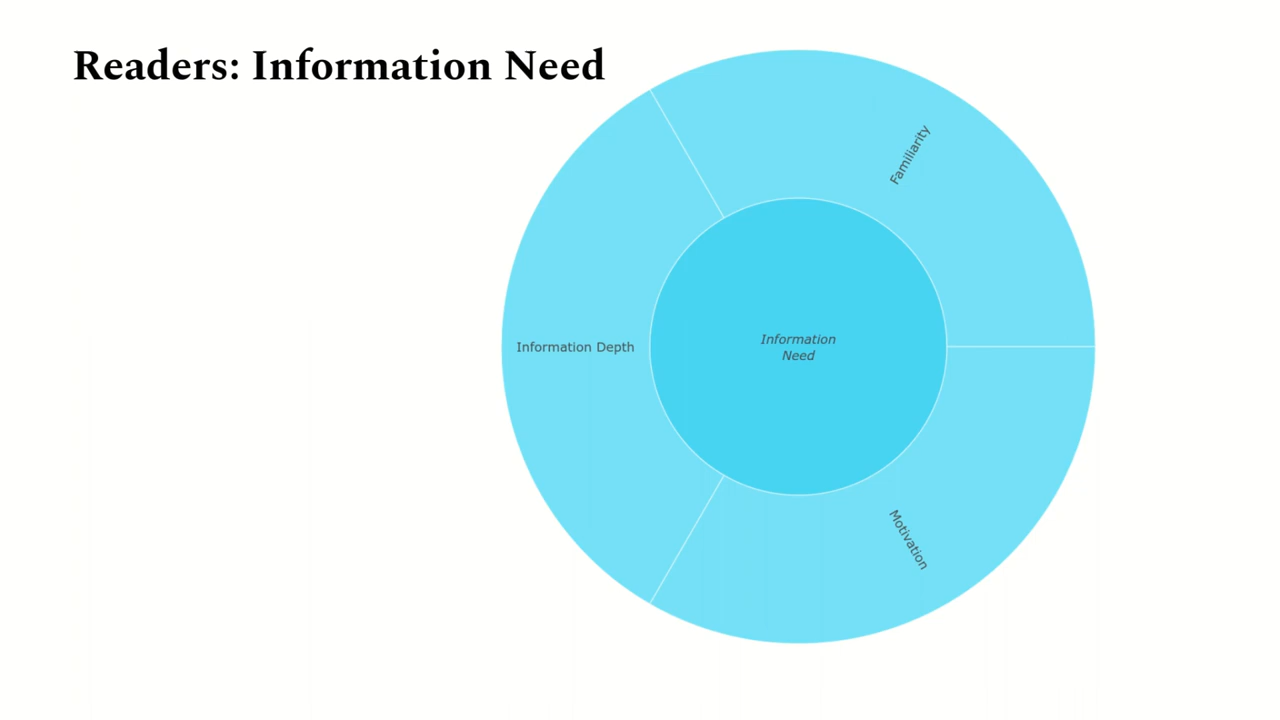 Readers: Information Need
Familiarity
Information Depth
Information
Need
Motivation